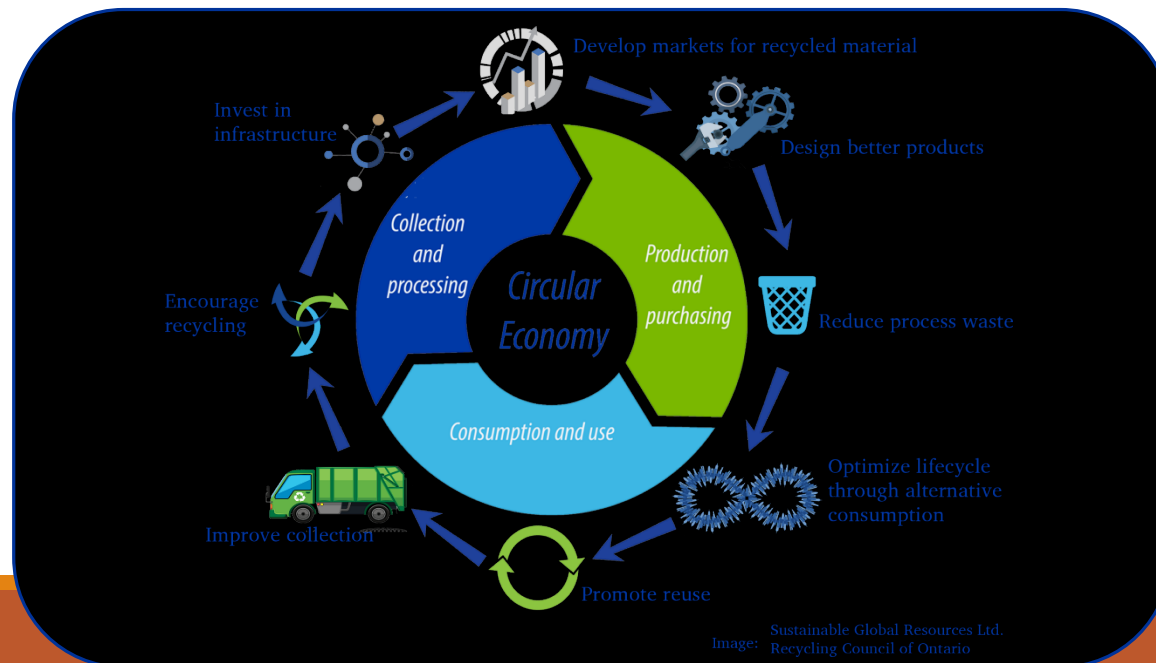 Develop markets for recycled material
Invest in
infrastructure
Design better products
Collection
and
processing
Production
and
purchasing
Circular
Economy
Encourage
recycling
Reduce process waste
Consumption and use
Optimize lifecycle
through alternative
consumption
Improve collection
Promote reuse
Image:
Sustainable Global Resources Ltd.
Recycling Council of Ontario